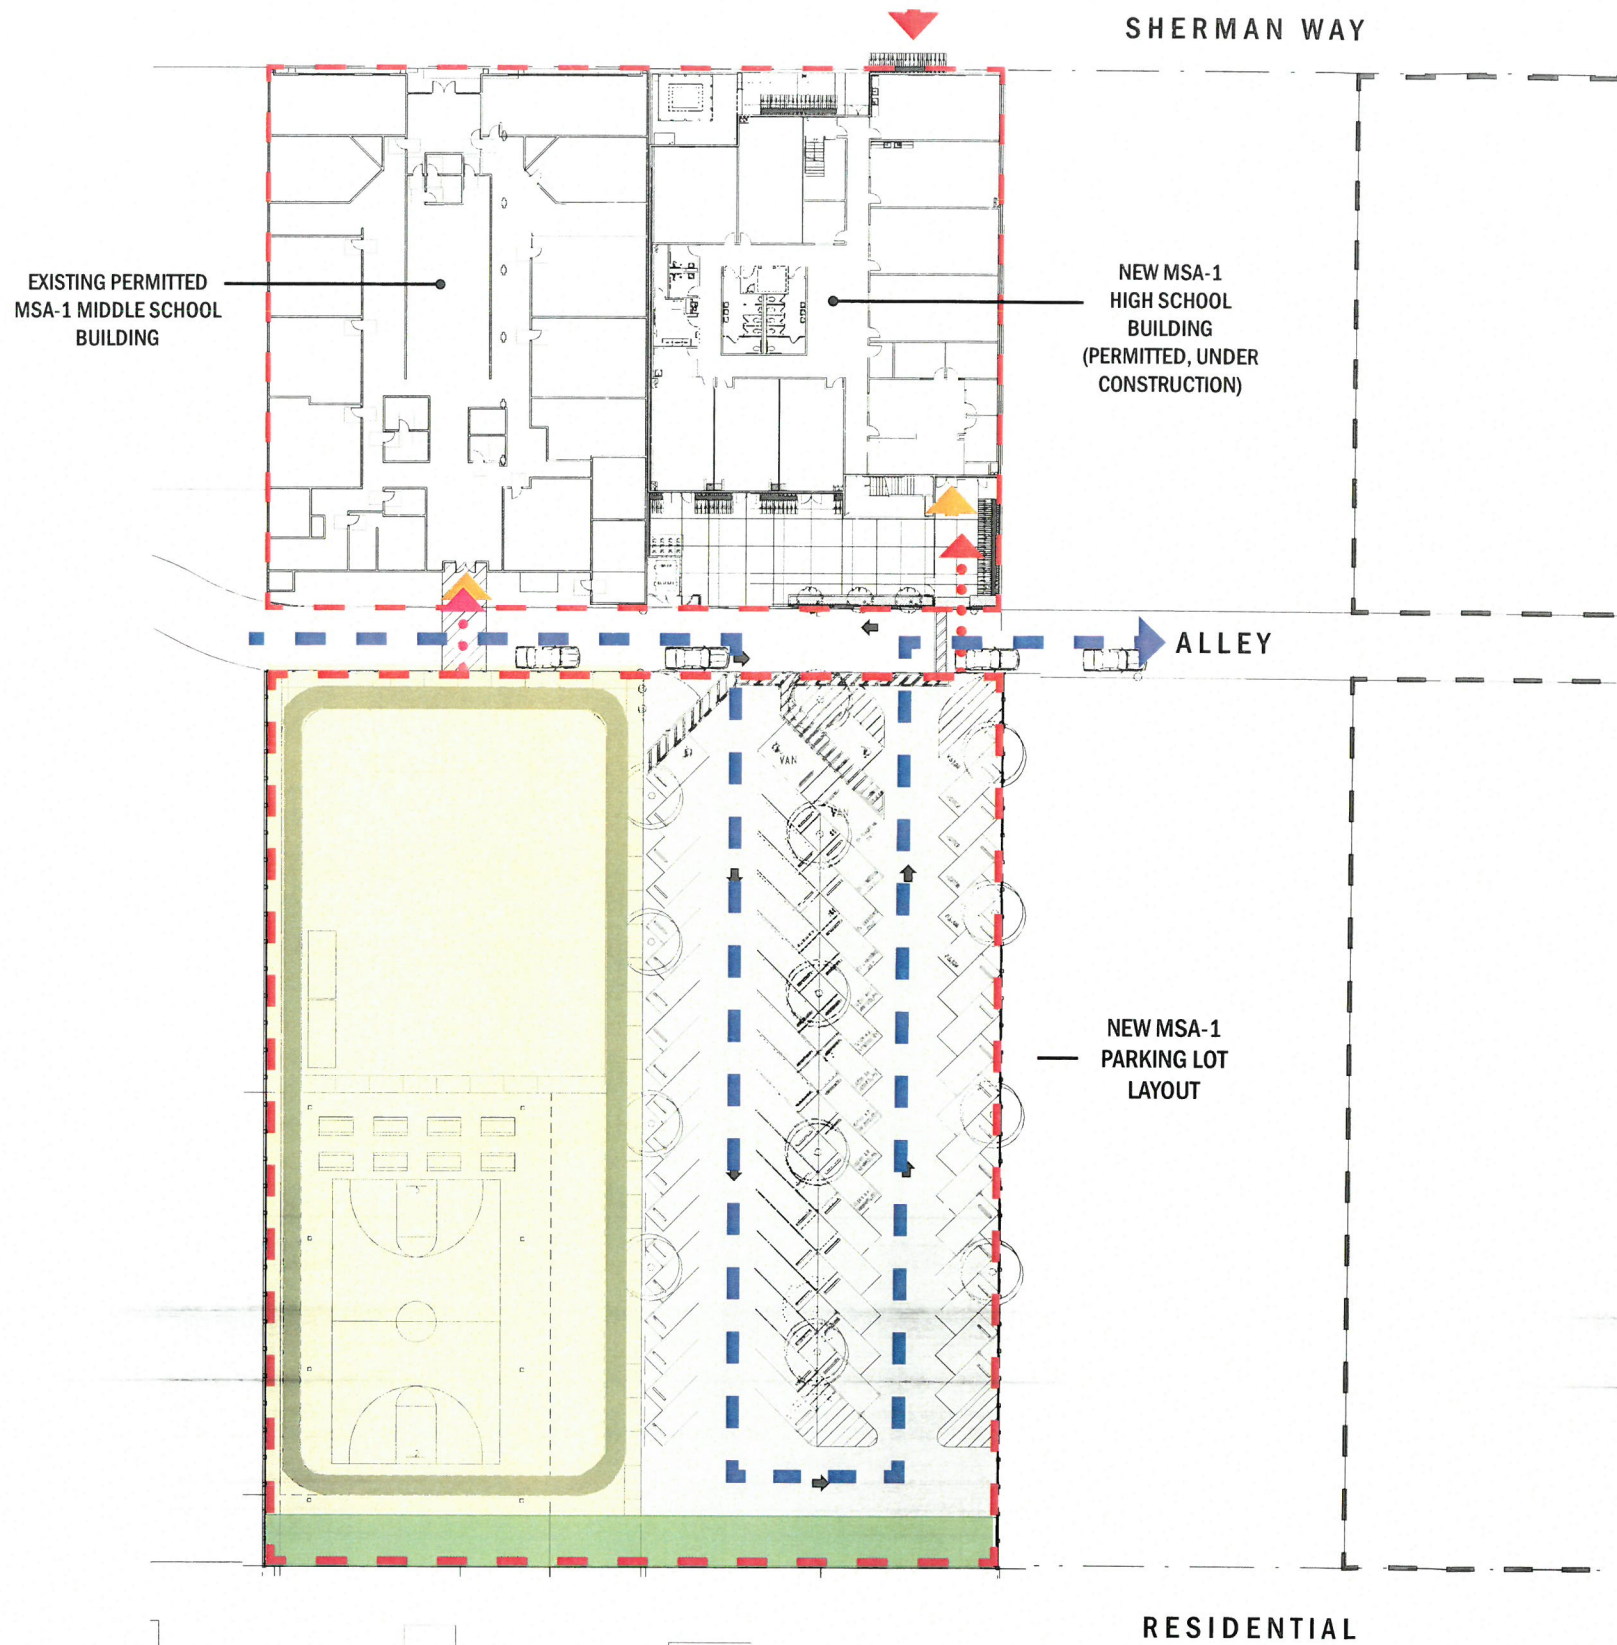 SHERMAN WAY
EXISTING PERMITTED
MSA-1 MIDDLE SCHOOL
BUILDING
NEW MSA-1
HIGH SCHOOL
BUILDING
(PERMITTED, UNDER
CONSTRUCTION)
ALLEY
VAN
NEW MSA-1
PARKING LOT
LAYOUT
RESIDENTIAL